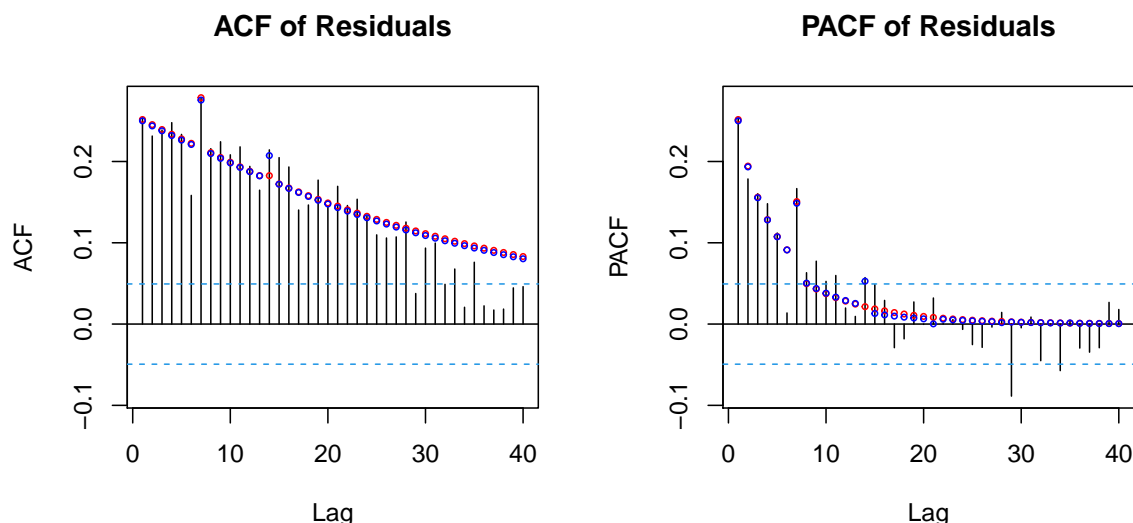 ACF of Residuals
ACF
−0.1 0.0 0.1 0.2
0 10 20 30 40
Lag
PACF of Residuals
PACF
−0.1 0.0 0.1 0.2
0 10 20 30 40
Lag